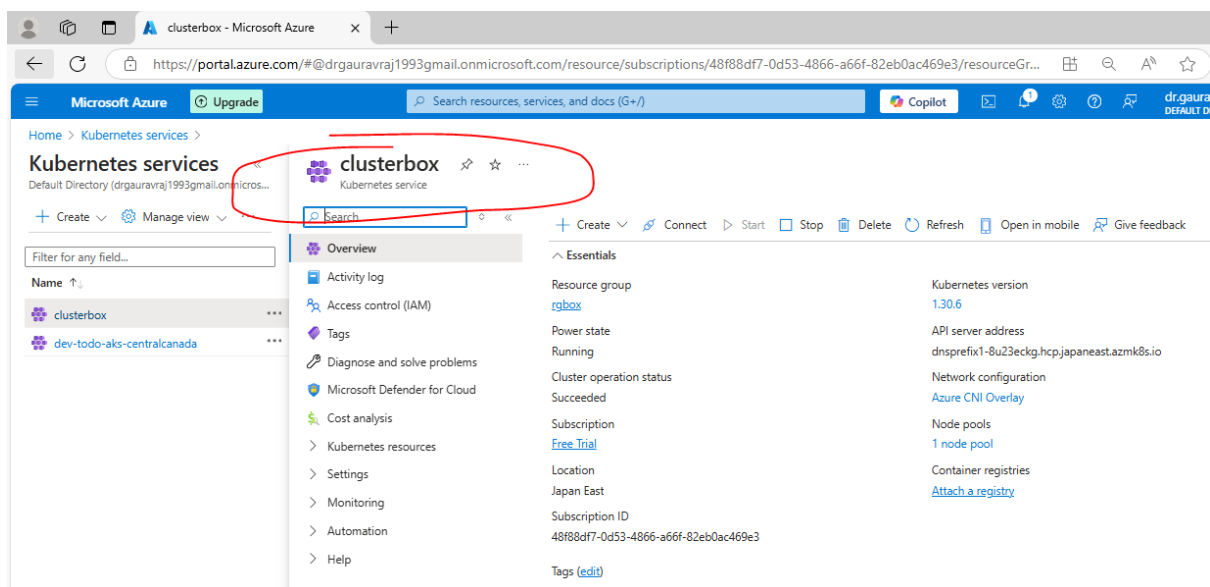 clusterbox - Microsoft Azure
https://portal.azure.com/#@drgauravraj1993gmail.onmicrosoft.com/resource/subscriptions/48f88df7-0d53-4866-a66f-82eb0ac469e3/resourceGr...
Microsoft Azure
Upgrade
Search resources, services, and docs (G+/)
Copilot
dr.gaura
DEFAULT D
Home > Kubernetes services >
Kubernetes services
Default Directory (drgauravraj1993gmail.onmicros...
Create
Manage view
Filter for any field...
Name
clusterbox
dev-todo-aks-centralcanada
clusterbox
Kubernetes service
Search
Overview
Activity log
Access control (IAM)
Tags
Diagnose and solve problems
Microsoft Defender for Cloud
Cost analysis
Kubernetes resources
Settings
Monitoring
Automation
Help
Create
Connect
Start
Stop
Delete
Refresh
Open in mobile
Give feedback
Essentials
Resource group
rgbox
Power state
Running
Cluster operation status
Succeeded
Subscription
Free Trial
Location
Japan East
Subscription ID
48f88df7-0d53-4866-a66f-82eb0ac469e3
Tags (edit)
Kubernetes version
1.30.6
API server address
dnsprefix1-8u23eckg.hcp.japaneast.azmk8s.io
Network configuration
Azure CNI Overlay
Node pools
1 node pool
Container registries
Attach a registry